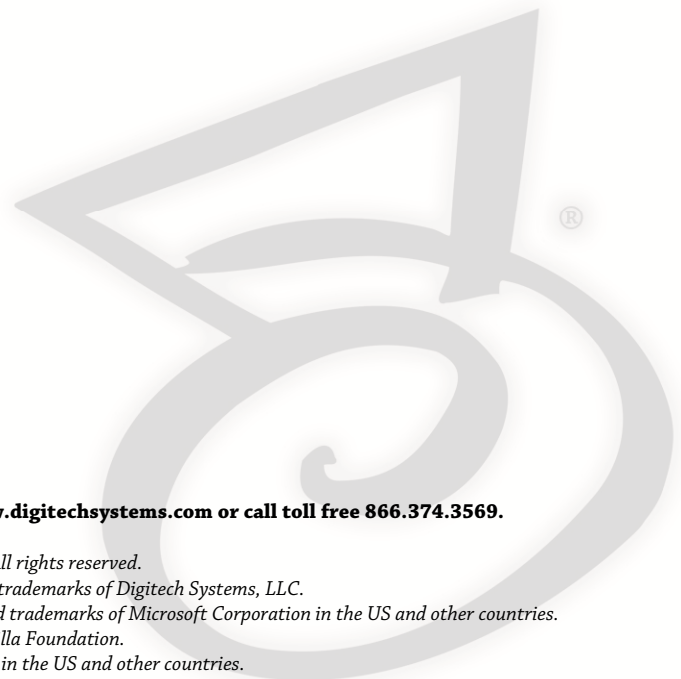 ®
.digitechsystems.com or call toll free 866.374.3569.
ll rights reserved.
trademarks of Digitech Systems, LLC.
d trademarks of Microsoft Corporation in the US and other countries.
lla Foundation.
in the US and other countries.